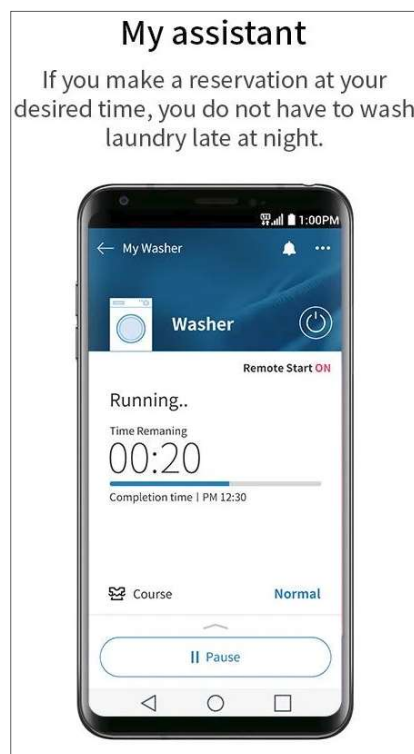 My assistant
If you make a reservation at your
desired time, you do not have to wash
laundry late at night.
LTE 1:00PM
My Washer
Washer
Remote Start ON
Running..
Time Remaning
00:20
Completion time | PM 12:30
Course Normal
Pause